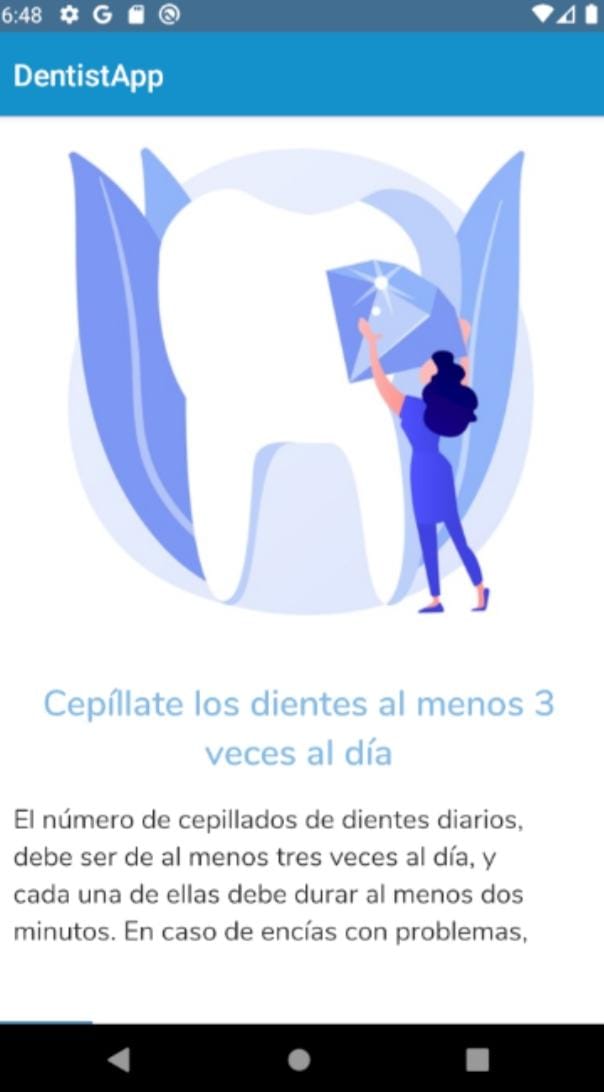 6:48
DentistApp
Cepíllate los dientes al menos 3
veces al día
El número de cepillados de dientes diarios,
debe ser de al menos tres veces al día, y
cada una de ellas debe durar al menos dos
minutos. En caso de encías con problemas,